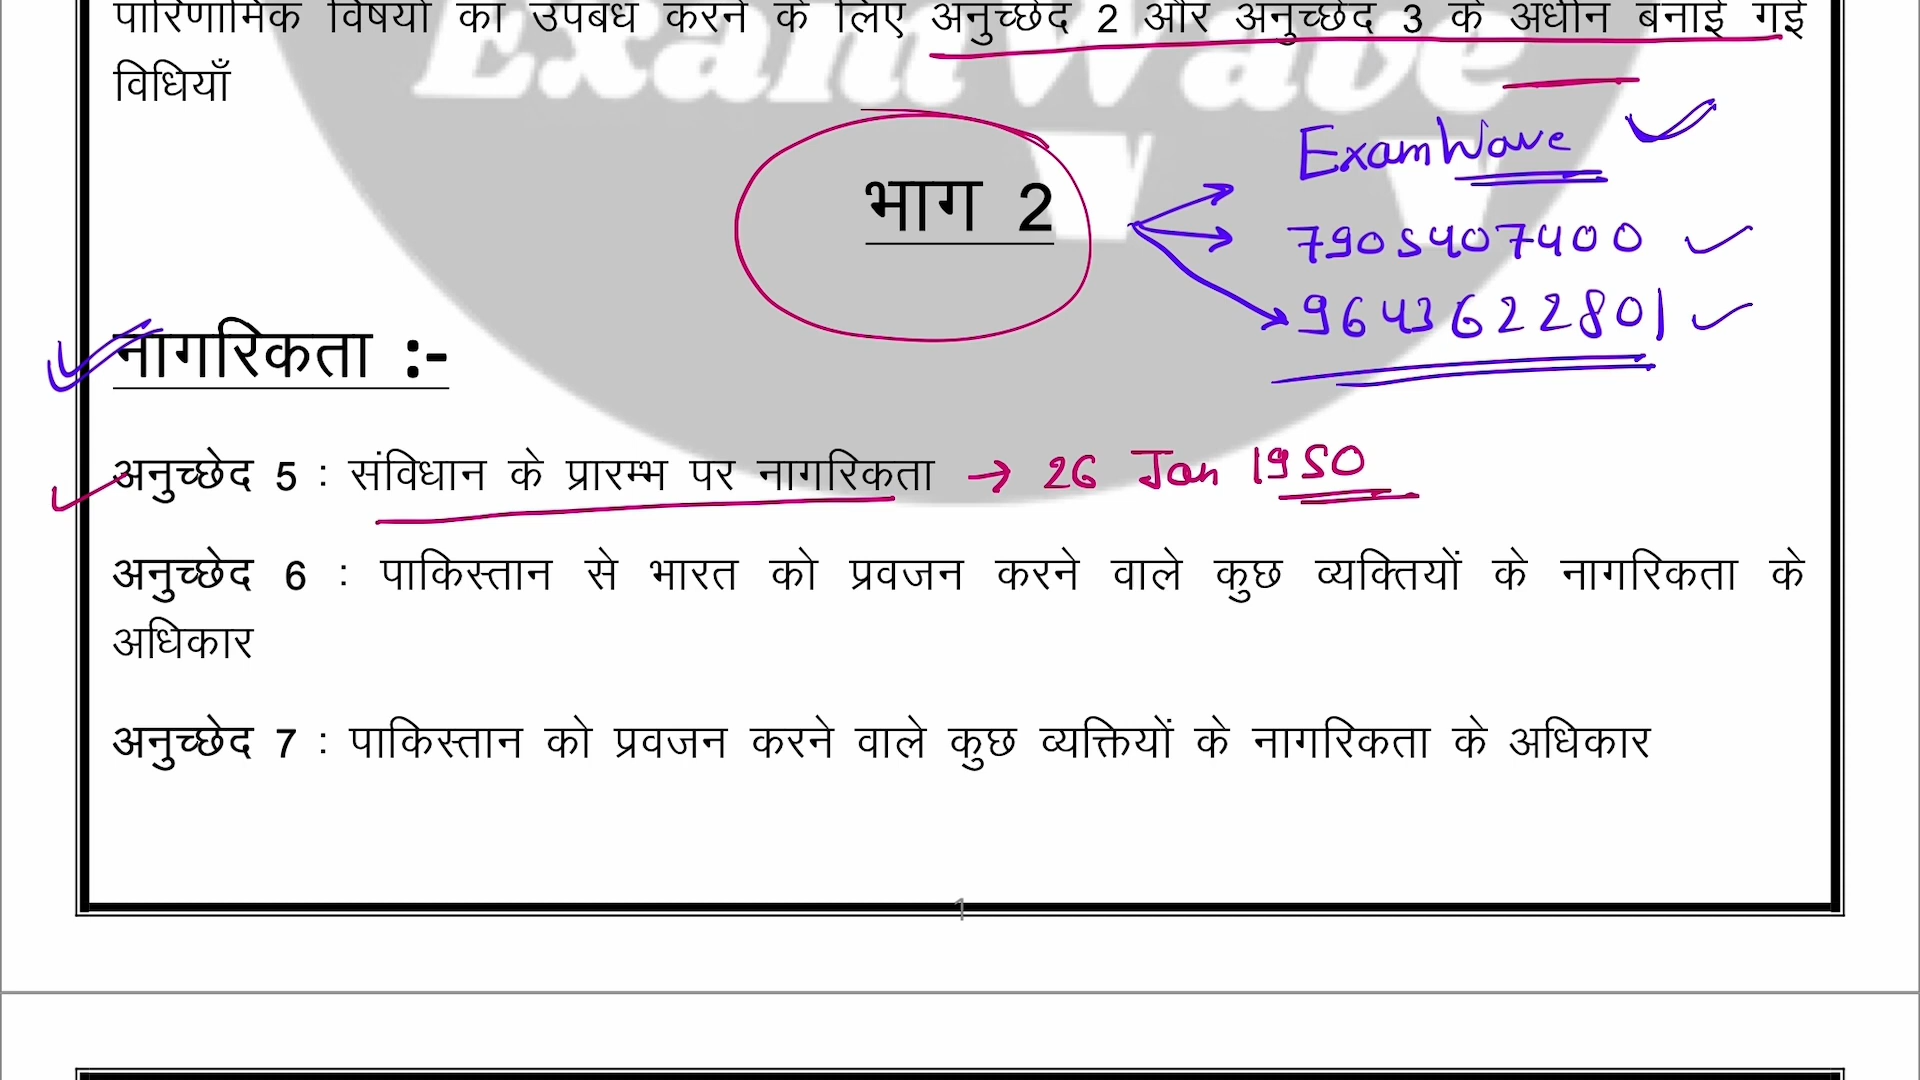 पारिणामिक विषयों का उपबंध करने के लिए अनुच्छेद 2 और अनुच्छेद 3 के अधीन बनाई गई
विधियाँ
ExamWave
भाग 2
ExamWave
7905407400
9643622801
नागरिकता :-
अनुच्छेद 5 : संविधान के प्रारम्भ पर नागरिकता → 26 Jan 1950
अनुच्छेद 6 : पाकिस्तान से भारत को प्रवजन करने वाले कुछ व्यक्तियों के नागरिकता के
अधिकार
अनुच्छेद 7 : पाकिस्तान को प्रवजन करने वाले कुछ व्यक्तियों के नागरिकता के अधिकार
1